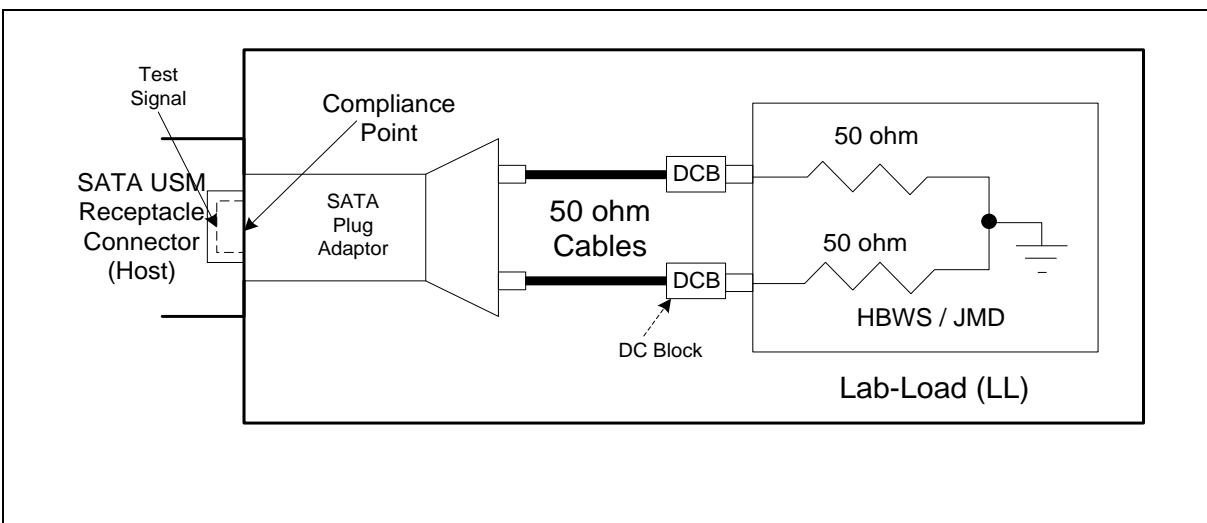 Test
Signal
Compliance
Point
SATA USM
Receptacle
Connector
(Host)
SATA
Plug
Adaptor
50 ohm
Cables
DCB
DCB
DC Block
50 ohm
50 ohm
HBWS / JMD
Lab-Load (LL)